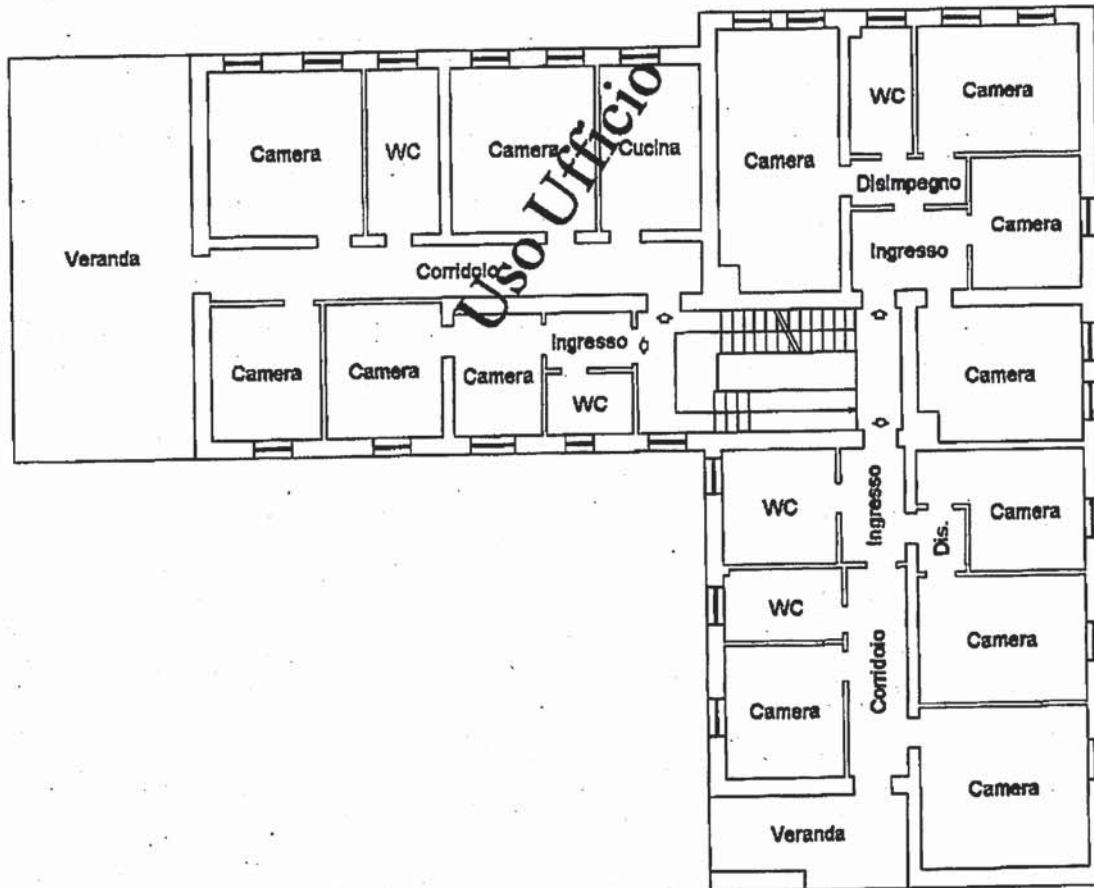 WC
Camera
Camera
WC
Camera
Cucina
Camera
Disimpegno
Camera
Veranda
Corridoio
Ingresso
Uso Ufficio
Camera
Camera
Camera
Ingresso
WC
Camera
WC
Ingresso
Dis.
Camera
WC
Corridoio
Camera
Camera
Camera
Veranda